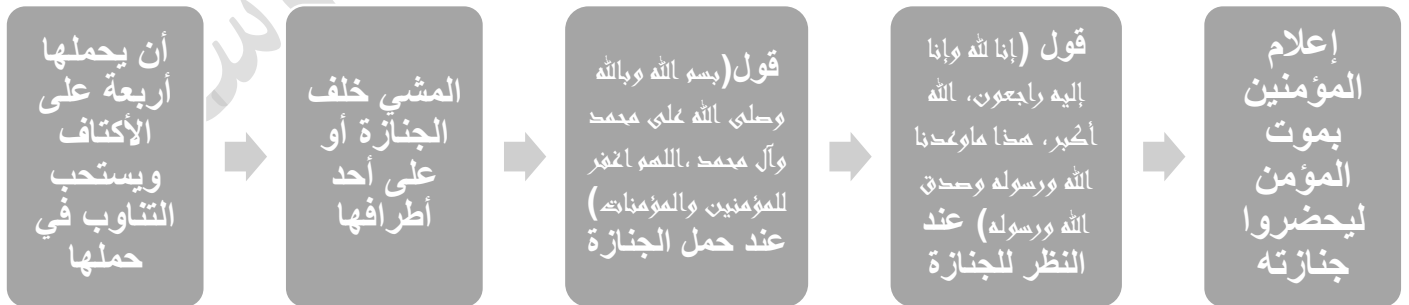 إعلام
المؤمنين
بموت
المؤمن
ليحضروا
جنازته
قول (إنا لله وإنا
إليه راجعون، الله
أكبر، هذا ماوعدنا
الله ورسوله وصدق
الله ورسوله) عند
النظر للجنازة
قول(بسم الله وبالله
وصلى الله على محمد
وآل محمد ،اللهم اغفر
للمؤمنين والمؤمنات)
عند حمل الجنازة
المشي خلف
الجنازة أو
على أحد
أطرافها
أن يحملها
أربعة على
الأكتاف
ويستحب
التناوب في
حملها